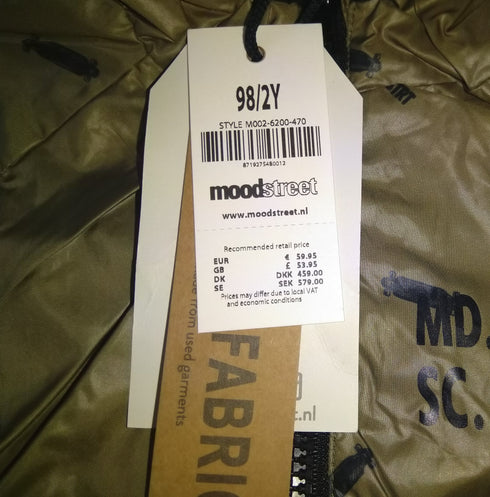 98/2Y
STYLE M002-6200-470
8719275480012
moodstreet
www.moodstreet.nl
Recommended retail price
EUR € 59.95
GB £ 53.95
DK DKK 459.00
SE SEK 579.00
Prices may differ due to local VAT
and economic conditions
from used garments
FABRIC
.nl
MD.
SC.